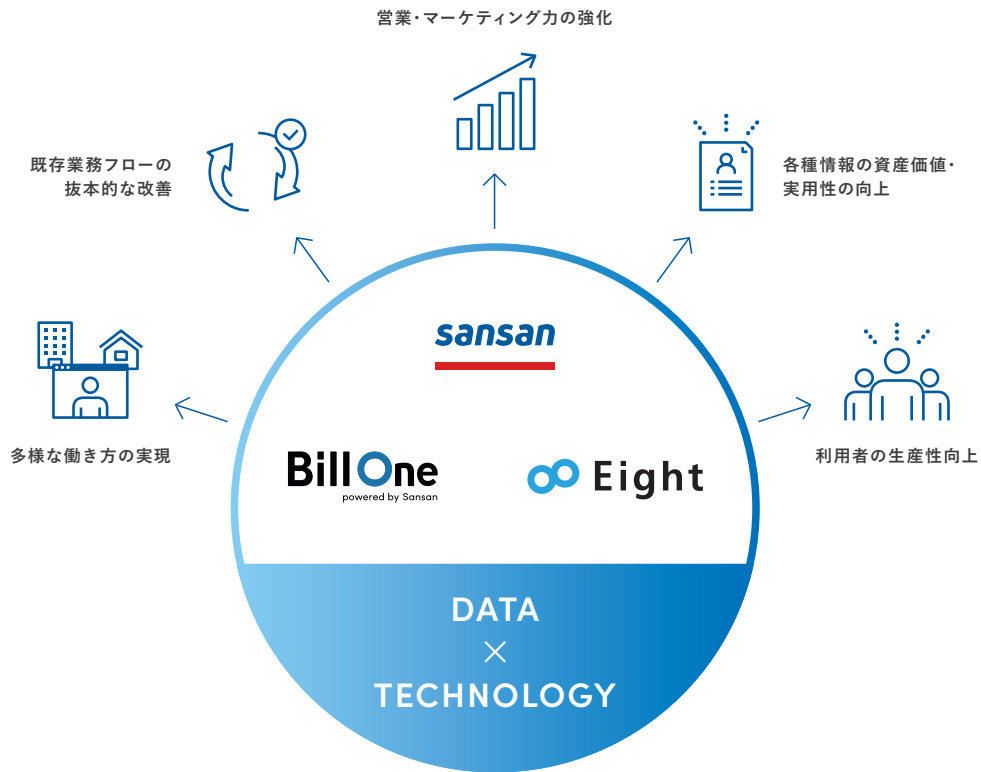 営業・マーケティング力の強化
既存業務フローの
抜本的な改善
各種情報の資産価値・
実用性の向上
sansan
多様な働き方の実現
利用者の生産性向上
Bill One
powered by Sansan
Eight
DATA
×
TECHNOLOGY